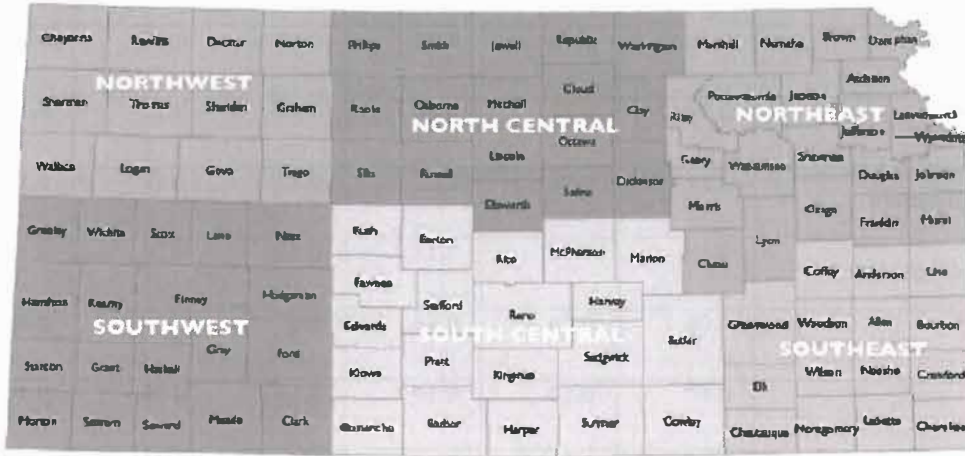 Cheyenne Rawlins Decatur Norton Phillips Smith Jewell Republic Washington Marshall Nemaha Brown Doniphan
NORTHWEST
Sherman Thomas Sheridan Graham Rooks Osborne Mitchell Cloud Clay Riley Pottawatomie Jackson Atchison
NORTH CENTRAL
NORTHEAST
Jefferson Leavenworth Wyandotte
Wallace Logan Gove Trego Ellis Russell Lincoln Ottawa Saline Dickinson Geary Wabaunsee Shawnee Douglas Johnson
Ellsworth Morris Osage Franklin Miami
Greeley Wichita Scott Lane Ness Rush Barton Rice McPherson Marion Chase Lyon Coffey Anderson Linn
Hamilton Kearny Finney Hodgeman Pawnee Stafford Reno Harvey
SOUTHWEST
SOUTH CENTRAL
SOUTHEAST
Edwards Greenwood Woodson Allen Bourbon
Stanton Grant Haskell Gray Ford Kiowa Pratt Kingman Sedgwick Butler Elk Wilson Neosho Crawford
Morton Stevens Seward Meade Clark Comanche Barber Harper Sumner Cowley Chautauqua Montgomery Labette Cherokee